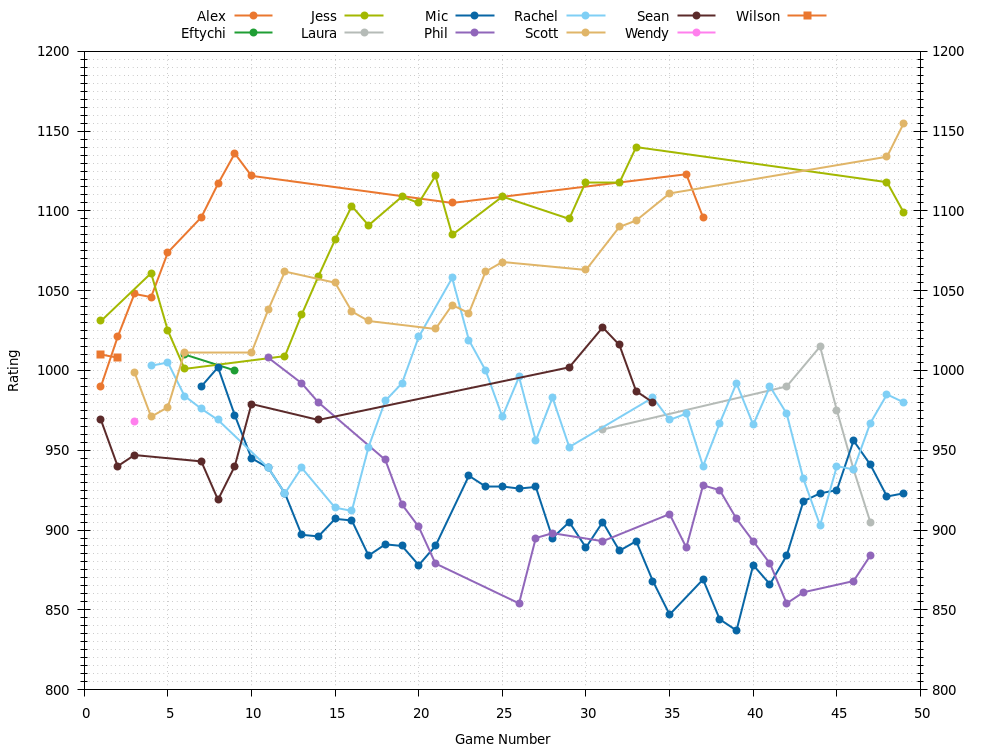 Alex Jess Mic Rachel Sean Wilson
Eftychi Laura Phil Scott Wendy
1200 1200
1150 1150
1100 1100
1050 1050
1000 1000
950 950
900 900
850 850
800 800
Rating
0 5 10 15 20 25 30 35 40 45 50
Game Number